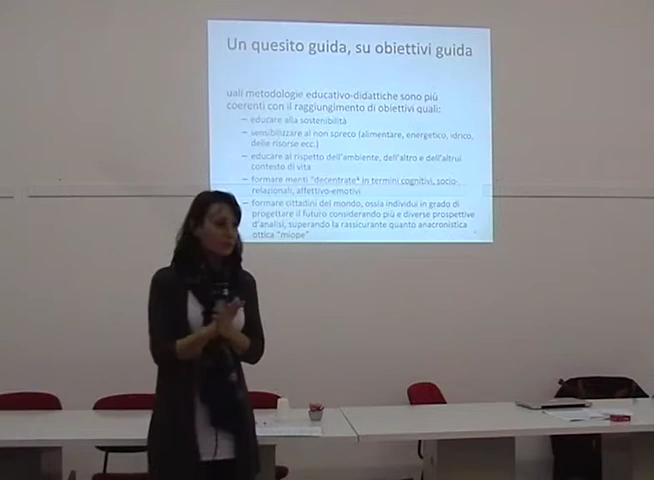 Un quesito guida, su obiettivi guida
uali metodologie educativo-didattiche sono più
coerenti con il raggiungimento di obiettivi quali:
– educare alla sostenibilità
– sensibilizzare al non spreco (alimentare, energetico, idrico,
delle risorse ecc.)
– educare al rispetto dell'ambiente, dell'altro e dell'altrui
contesto di vita
– formare menti "decentrate" in termini cognitivi, socio-
relazionali, affettivo-emotivi
– formare cittadini del mondo, ossia individui in grado di
progettare il futuro considerando più e diverse prospettive
d'analisi, superando la rassicurante quanto anacronistica
ottica "miope"